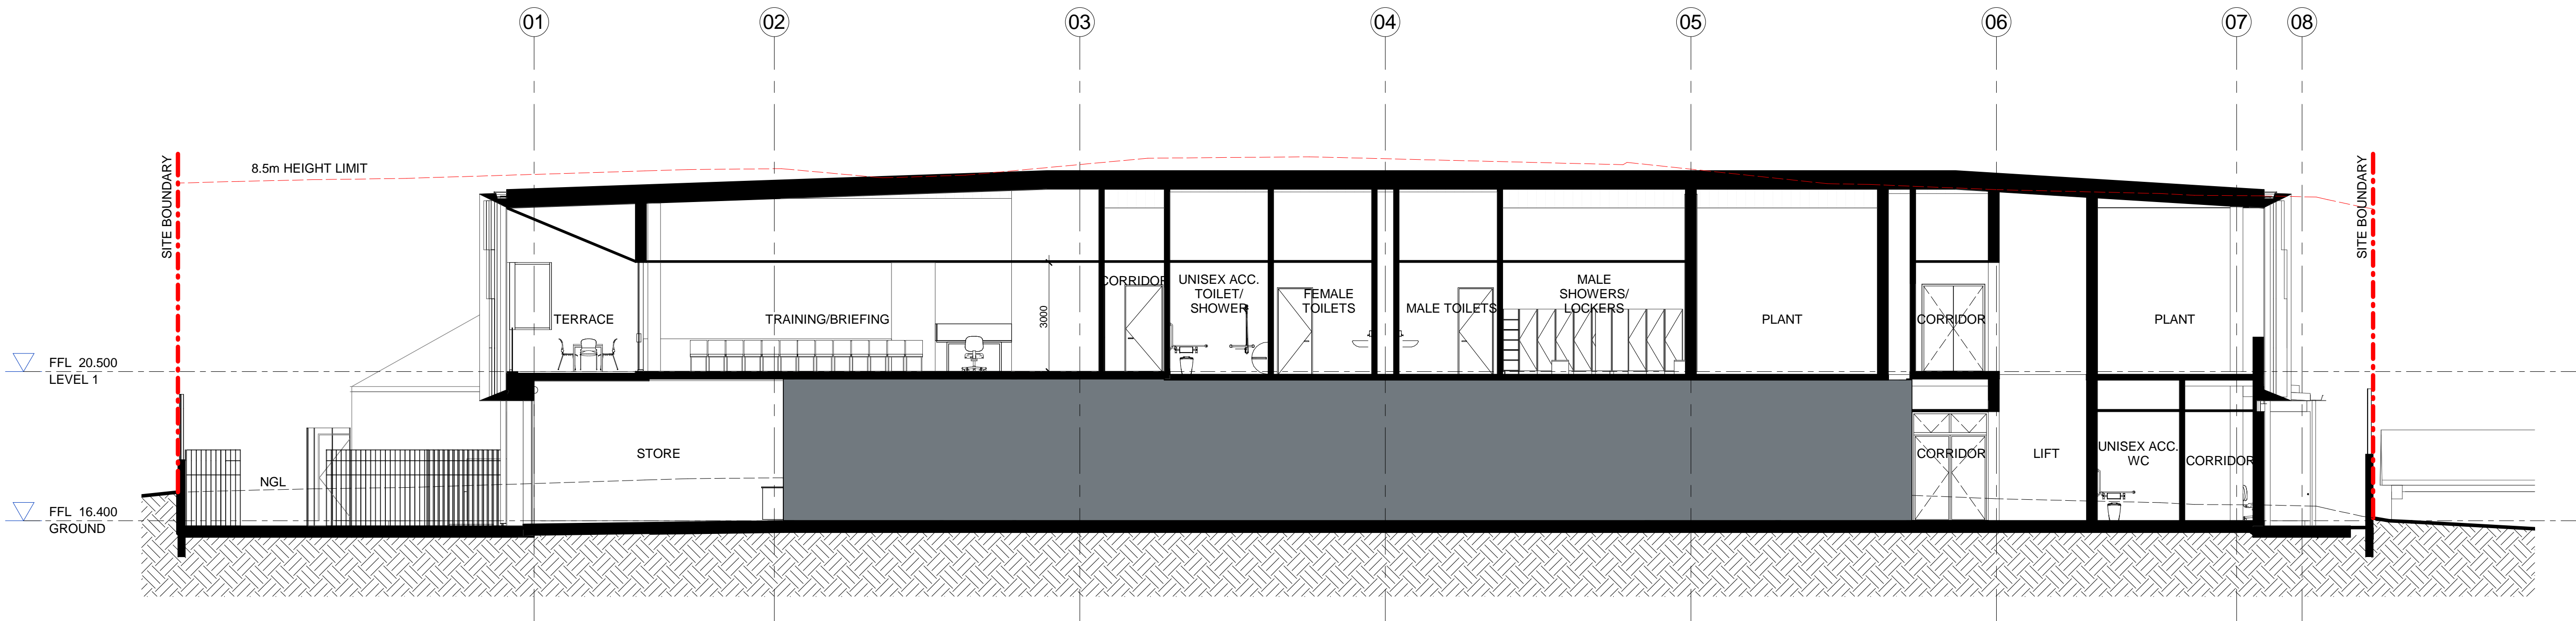 01
02
03
04
05
06
07
08
SITE BOUNDARY
8.5m HEIGHT LIMIT
SITE BOUNDARY
CORRIDOR
UNISEX ACC.
TOILET/
SHOWER
FEMALE
TOILETS
MALE TOILETS
MALE
SHOWERS/
LOCKERS
TERRACE
TRAINING/BRIEFING
3000
PLANT
CORRIDOR
PLANT
FFL 20.500
LEVEL 1
STORE
CORRIDOR
LIFT
UNISEX ACC.
WC
CORRIDOR
NGL
FFL 16.400
GROUND